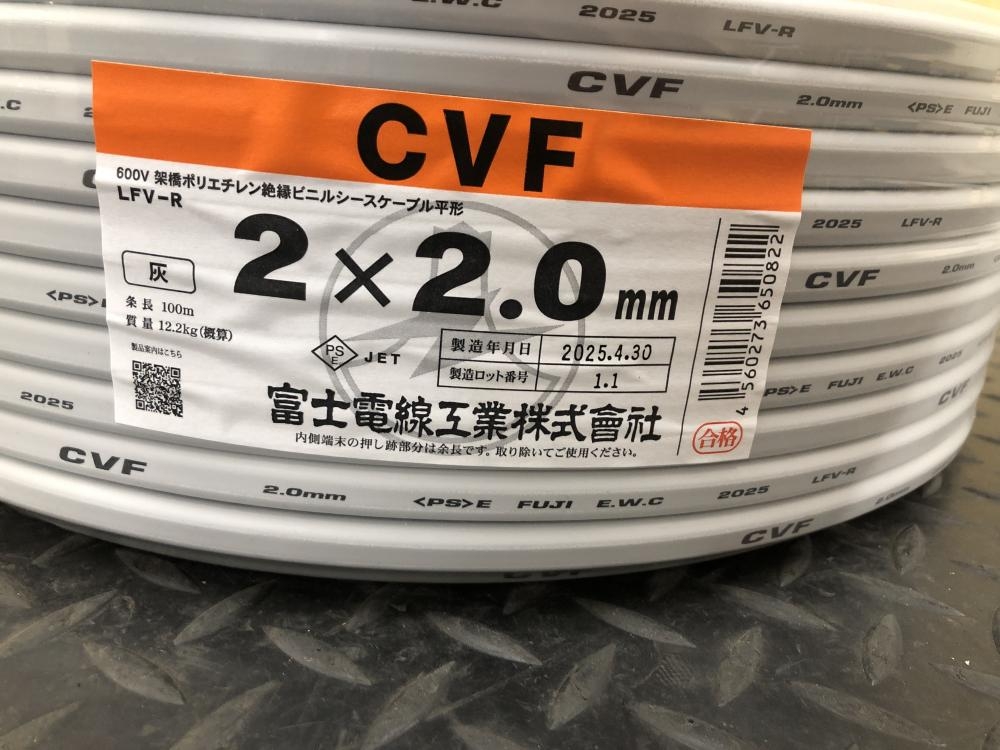 E.W.C 2025 LFV-R
CVF 2.0mm <PS>E FUJI
.C
CVF
600V 架橋ポリエチレン絶縁ビニルシースケーブル平形
LFV-R
2025 LFV-R
2×2.0mm
灰
CVF 2.0mm
<PS>
条長 100m
質量 12.2kg(概算)
製品案内はこちら
PS
E
JET
製造年月日 2025.4.30
製造ロット番号 1.1
4560273650822
合格
<PS>E FUJI E.W.C 2025
富士電線工業株式會社
内側端末の押し跡部分は余長です。取り除いてご使用ください。
2025
CVF
CVF 2.0mm <PS>E FUJI E.W.C 2025 LFV-R
CVF 2.0mm
CVF